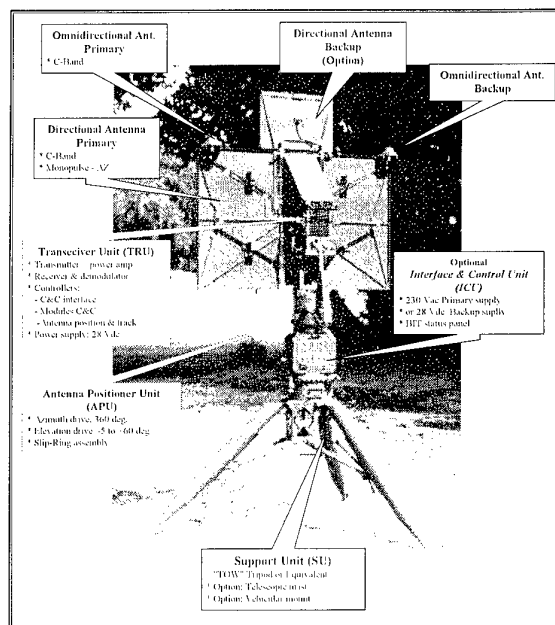 Omnidirectional Ant.
Primary
* C-Band
Directional Antenna
Backup
(Option)
Omnidirectional Ant.
Backup
Directional Antenna
Primary
* C-Band
* Monopulse - AZ
Transeciver Unit (TRU)
* Transmitter power amp
* Receiver & demodulator
* Controllers:
- C&C interface
- Modules C&C
- Antenna position & track
* Power supply: 28 Vdc
Optional
Interface & Control Unit
(ICU)
* 230 Vac Primary supply
* or 28 Vdc Backup supply
* BIT status panel
Antenna Positioner Unit
(APU)
* Azimuth drive, 360 deg.
* Elevation drive -5 to +60 deg
* Slip-Ring assembly
Support Unit (SU)
"TOW" Tripod or Equivalent
* Option: Telescopic mast
* Option: Vehicular mount